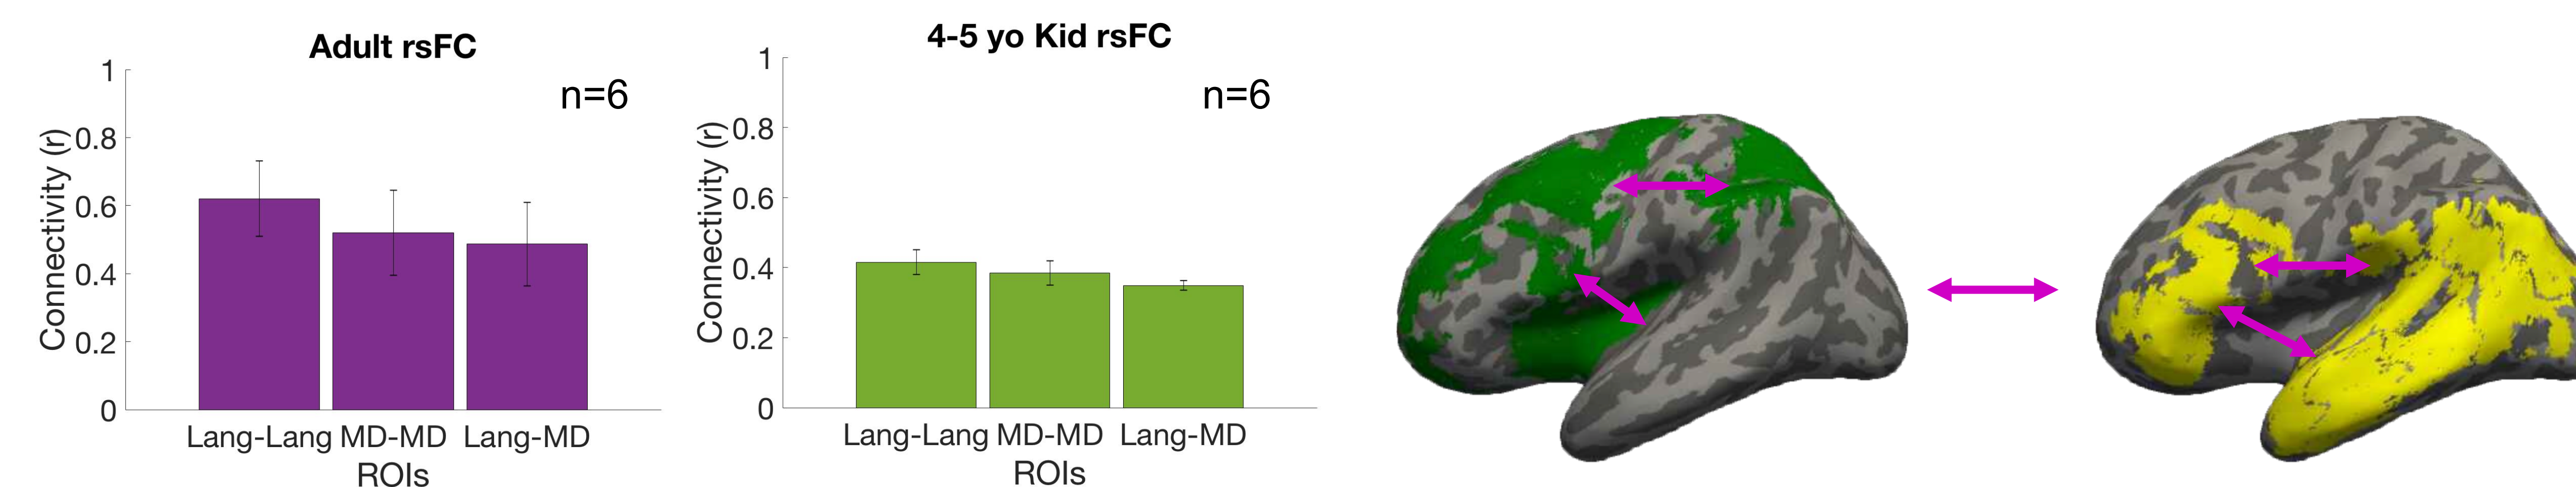 Adult rsFC
n=6
Connectivity (r)
1
0.8
0.6
0.4
0.2
0
Lang-Lang MD-MD Lang-MD
ROIs
4-5 yo Kid rsFC
n=6
Connectivity (r)
1
0.8
0.6
0.4
0.2
0
Lang-Lang MD-MD Lang-MD
ROIs